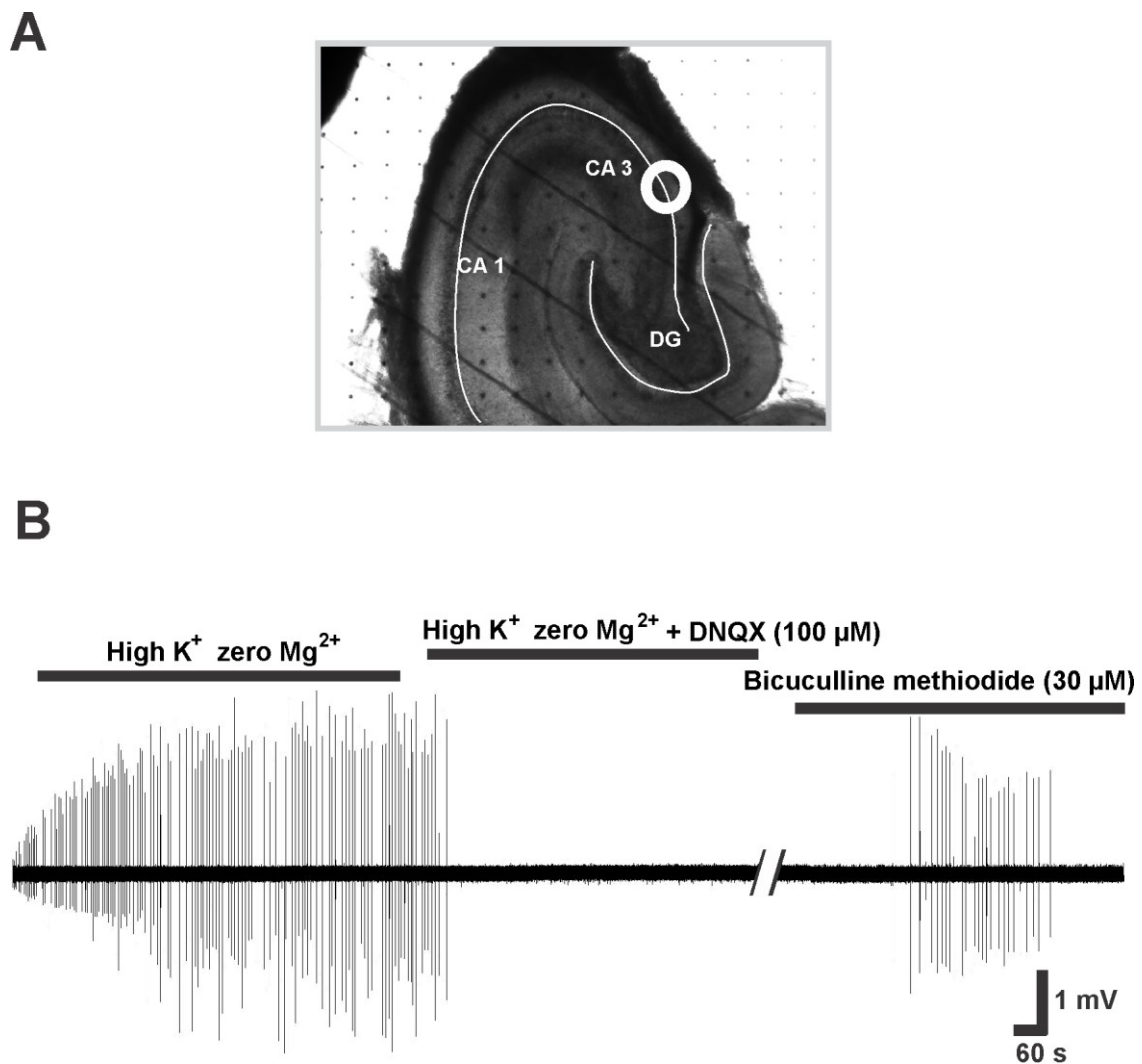 A
CA 3
CA 1
DG
B
High K⁺ zero Mg²⁺
High K⁺ zero Mg²⁺ + DNQX (100 µM)
Bicuculline methiodide (30 µM)
1 mV
60 s